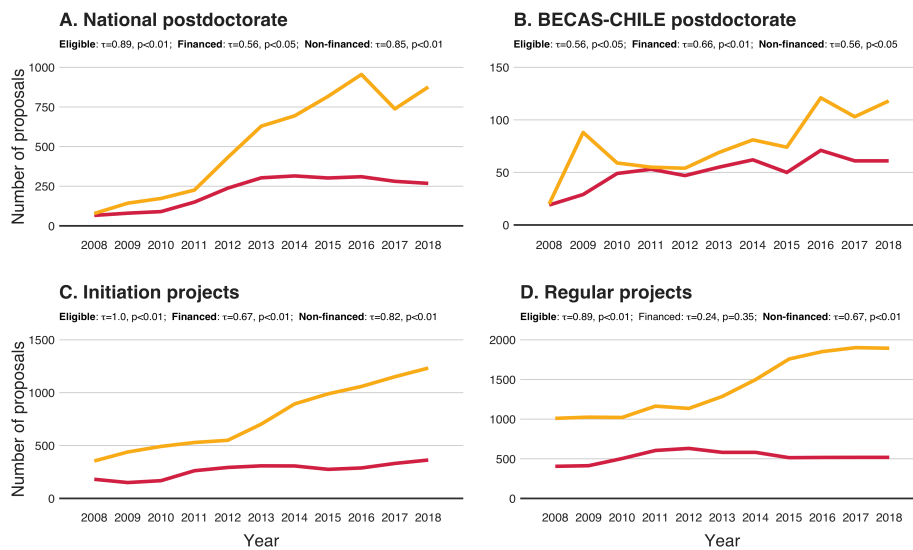 A. National postdoctorate
Eligible: τ=0.89, p<0.01; Financed: τ=0.56, p<0.05; Non-financed: τ=0.85, p<0.01
Number of proposals
1000
750
500
250
0
2008 2009 2010 2011 2012 2013 2014 2015 2016 2017 2018
B. BECAS-CHILE postdoctorate
Eligible: τ=0.56, p<0.05; Financed: τ=0.66, p<0.01; Non-financed: τ=0.56, p<0.05
150
100
50
0
2008 2009 2010 2011 2012 2013 2014 2015 2016 2017 2018
C. Initiation projects
Eligible: τ=1.0, p<0.01; Financed: τ=0.67, p<0.01; Non-financed: τ=0.82, p<0.01
Number of proposals
1500
1000
500
0
2008 2009 2010 2011 2012 2013 2014 2015 2016 2017 2018
Year
D. Regular projects
Eligible: τ=0.89, p<0.01; Financed: τ=0.24, p=0.35; Non-financed: τ=0.67, p<0.01
2000
1500
1000
500
0
2008 2009 2010 2011 2012 2013 2014 2015 2016 2017 2018
Year